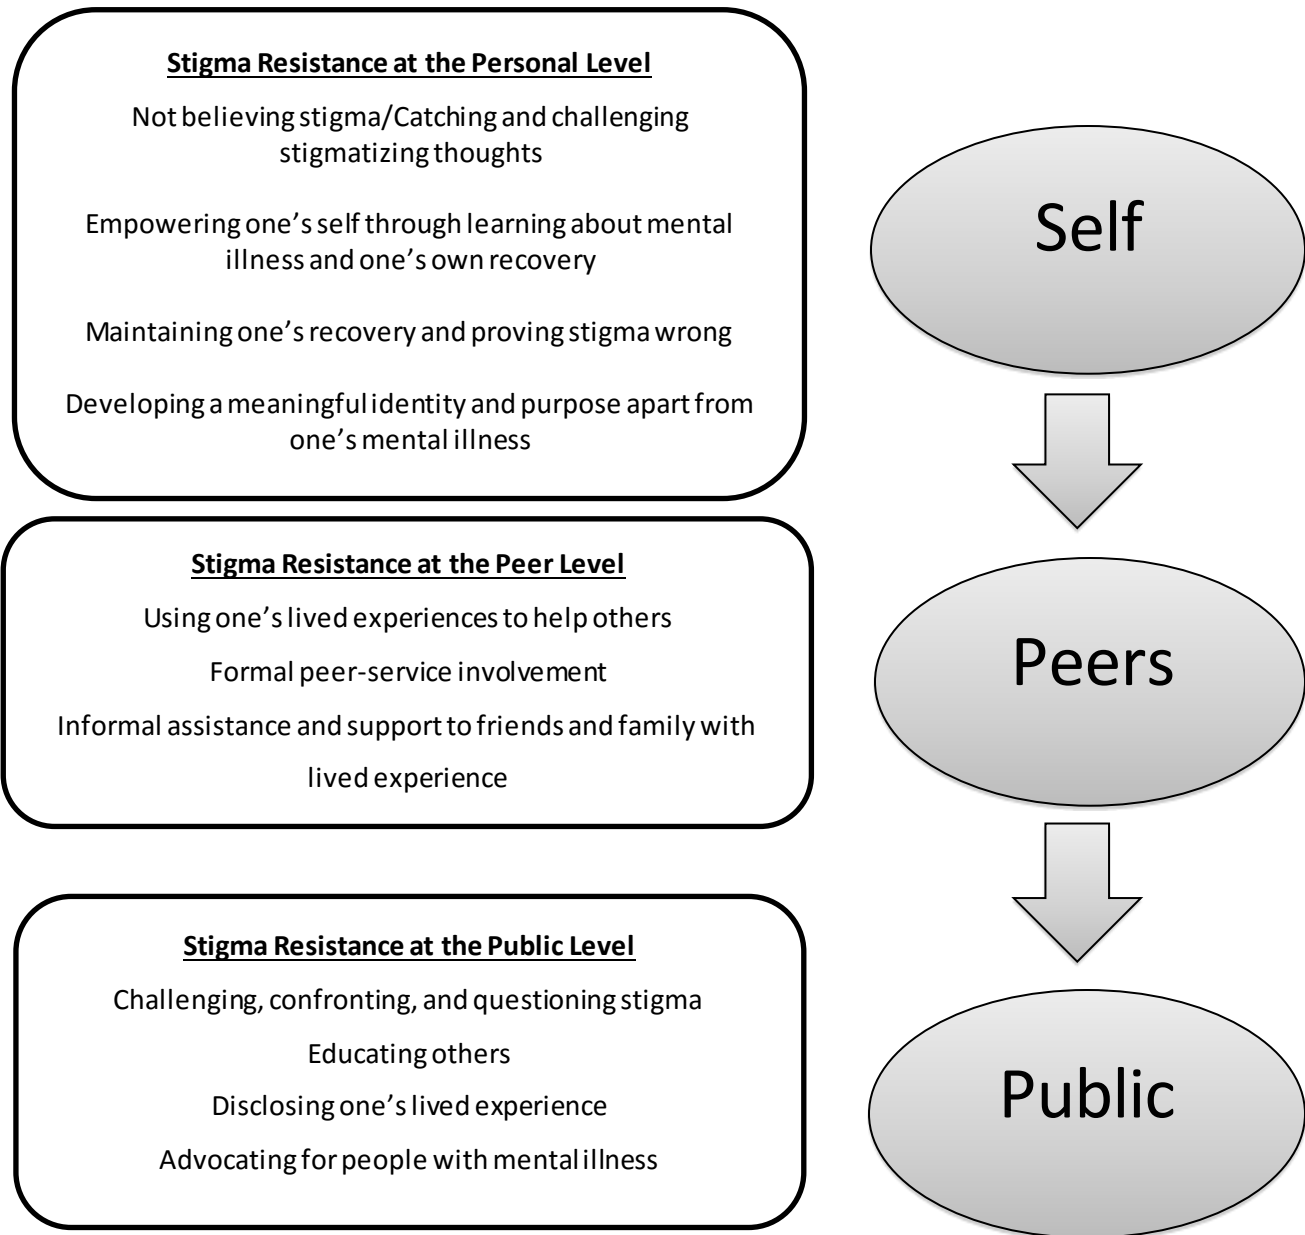 Stigma Resistance at the Personal Level
Not believing stigma/Catching and challenging
stigmatizing thoughts
Empowering one’s self through learning about mental
illness and one’s own recovery
Maintaining one’s recovery and proving stigma wrong
Developing a meaningful identity and purpose apart from
one’s mental illness
Self
Stigma Resistance at the Peer Level
Using one’s lived experiences to help others
Formal peer-service involvement
Informal assistance and support to friends and family with
lived experience
Peers
Stigma Resistance at the Public Level
Challenging, confronting, and questioning stigma
Educating others
Disclosing one’s lived experience
Advocating for people with mental illness
Public